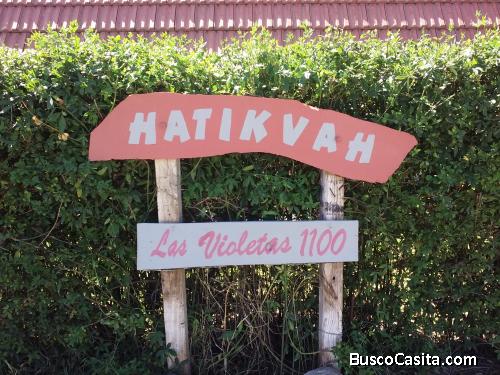 HATIKVAH
Las Violetas 1100
BuscoCasita.com